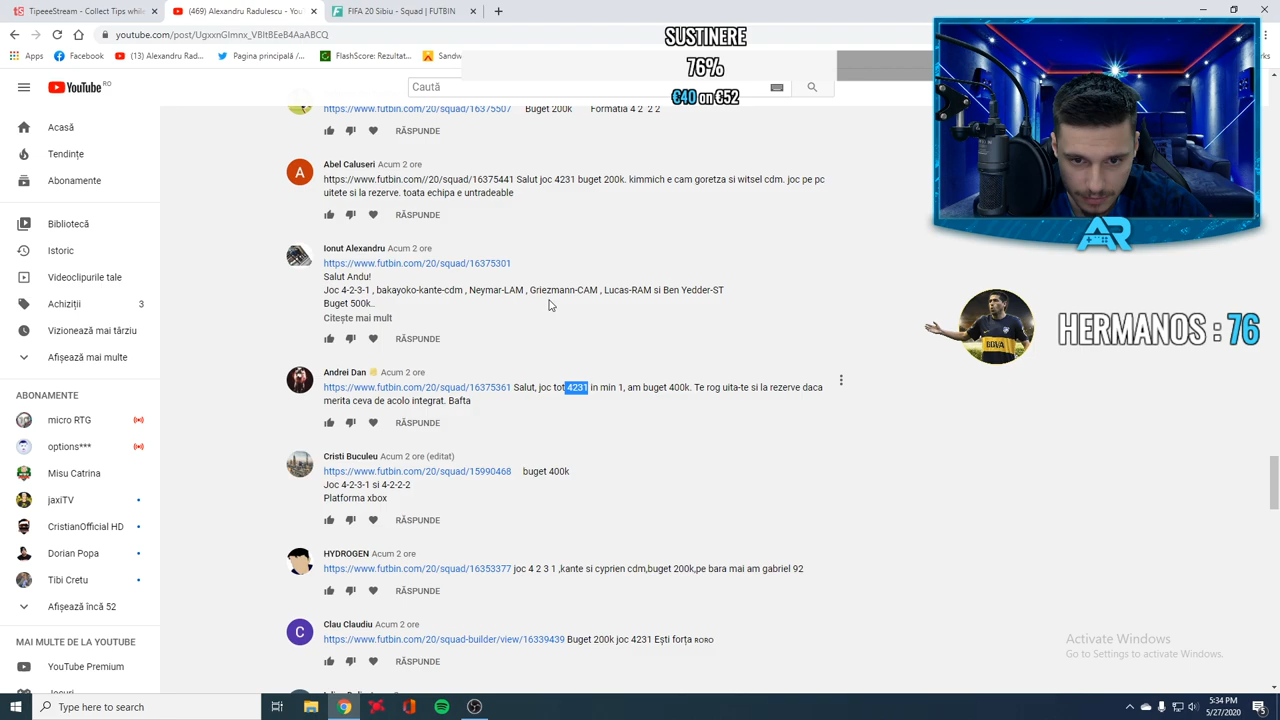 TipeeeStream - Collect Tips while
(469) Alexandru Radulescu - You
FIFA 20 Sibiu - Squad FUTBIN
SUSTINERE
76%
€40 on €52
Apps
Facebook
(13) Alexandru Rad...
Pagina principală /...
FlashScore: Rezultat...
Sandw
YouTube RO
Caută
Acasă
Tendințe
Abonamente
Bibliotecă
Istoric
Videoclipurile tale
Achiziții 3
Vizionează mai târziu
Afișează mai multe
ABONAMENTE
micro RTG
options***
Misu Catrina
jaxiTV
CristianOfficial HD
Dorian Popa
Tibi Cretu
Afișează încă 52
MAI MULTE DE LA YOUTUBE
YouTube Premium
https://www.futbin.com/20/squad/16375507 Buget 200k Formatia 4 2 2 2
RĂSPUNDE
Abel Caluseri Acum 2 ore
https://www.futbin.com//20/squad/16375441 Salut joc 4231 buget 200k. kimmich e cam goretza si witsel cdm. joc pe pc
uitete si la rezerve. toata echipa e untradeable
RĂSPUNDE
Ionut Alexandru Acum 2 ore
https://www.futbin.com/20/squad/16375301
Salut Andu!
Joc 4-2-3-1 , bakayoko-kante-cdm , Neymar-LAM , Griezmann-CAM , Lucas-RAM si Ben Yedder-ST
Buget 500k..
Citește mai mult
RĂSPUNDE
Andrei Dan Acum 2 ore
https://www.futbin.com/20/squad/16375361 Salut, joc tot 4231 in min 1, am buget 400k. Te rog uita-te si la rezerve daca
merita ceva de acolo integrat. Bafta
RĂSPUNDE
Cristi Buculeu Acum 2 ore (editat)
https://www.futbin.com/20/squad/15990468 buget 400k
Joc 4-2-3-1 si 4-2-2-2
Platforma xbox
RĂSPUNDE
HYDROGEN Acum 2 ore
https://www.futbin.com/20/squad/16353377 joc 4 2 3 1 ,kante si cyprien cdm,buget 200k,pe bara mai am gabriel 92
RĂSPUNDE
Clau Claudiu Acum 2 ore
https://www.futbin.com/20/squad-builder/view/16339439 Buget 200k joc 4231 Ești forța ʀᴏʀᴏ
RĂSPUNDE
AR
HERMANOS : 76
Activate Windows
Go to Settings to activate Windows.
Type here to search
5:34 PM
5/27/2020